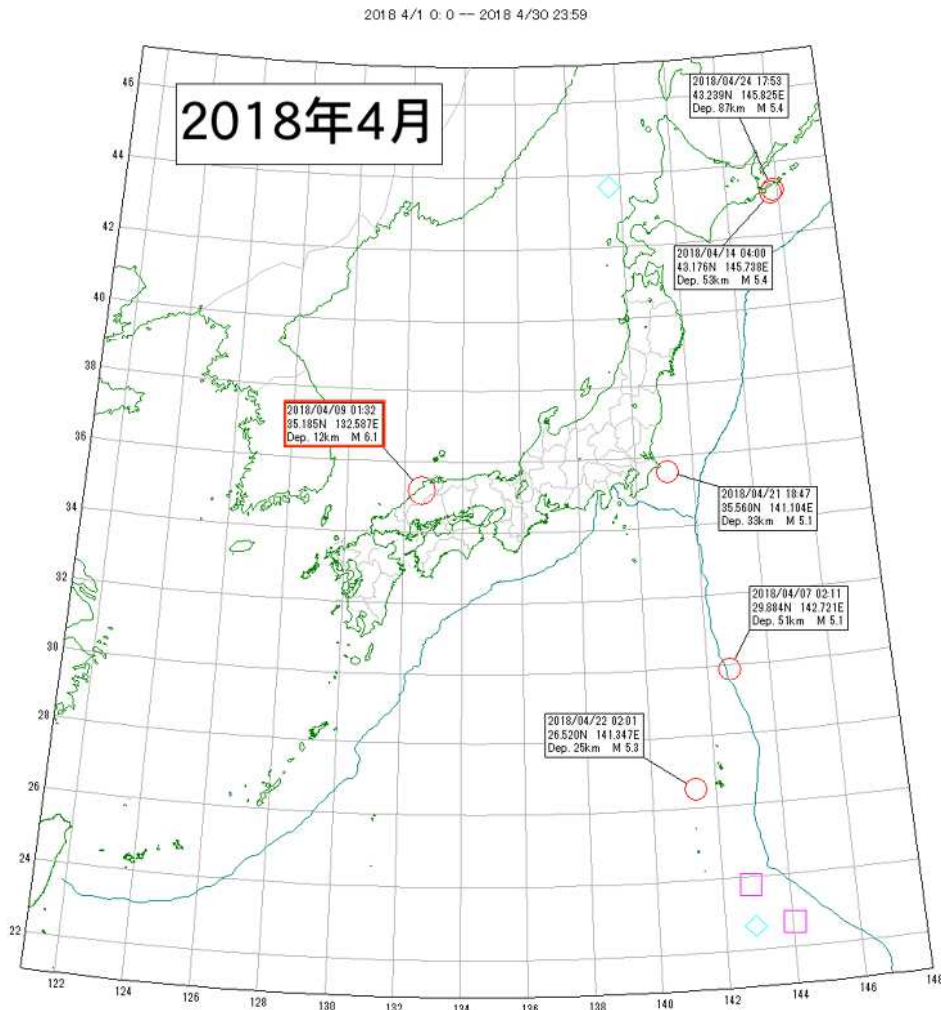 2018 4/1 0: 0 -- 2018 4/30 23:59
2018年4月
2018/04/24 17:53
43.239N 145.825E
Dep. 87km M 5.4
2018/04/14 04:00
43.176N 145.738E
Dep. 53km M 5.4
2018/04/09 01:32
35.185N 132.587E
Dep. 12km M 6.1
2018/04/21 18:47
35.560N 141.104E
Dep. 33km M 5.1
2018/04/07 02:11
29.884N 142.721E
Dep. 51km M 5.1
2018/04/22 02:01
26.520N 141.347E
Dep. 25km M 5.3
46
44
42
40
38
36
34
32
30
28
26
24
22
122
124
126
128
130
132
134
136
138
140
142
144
146
148